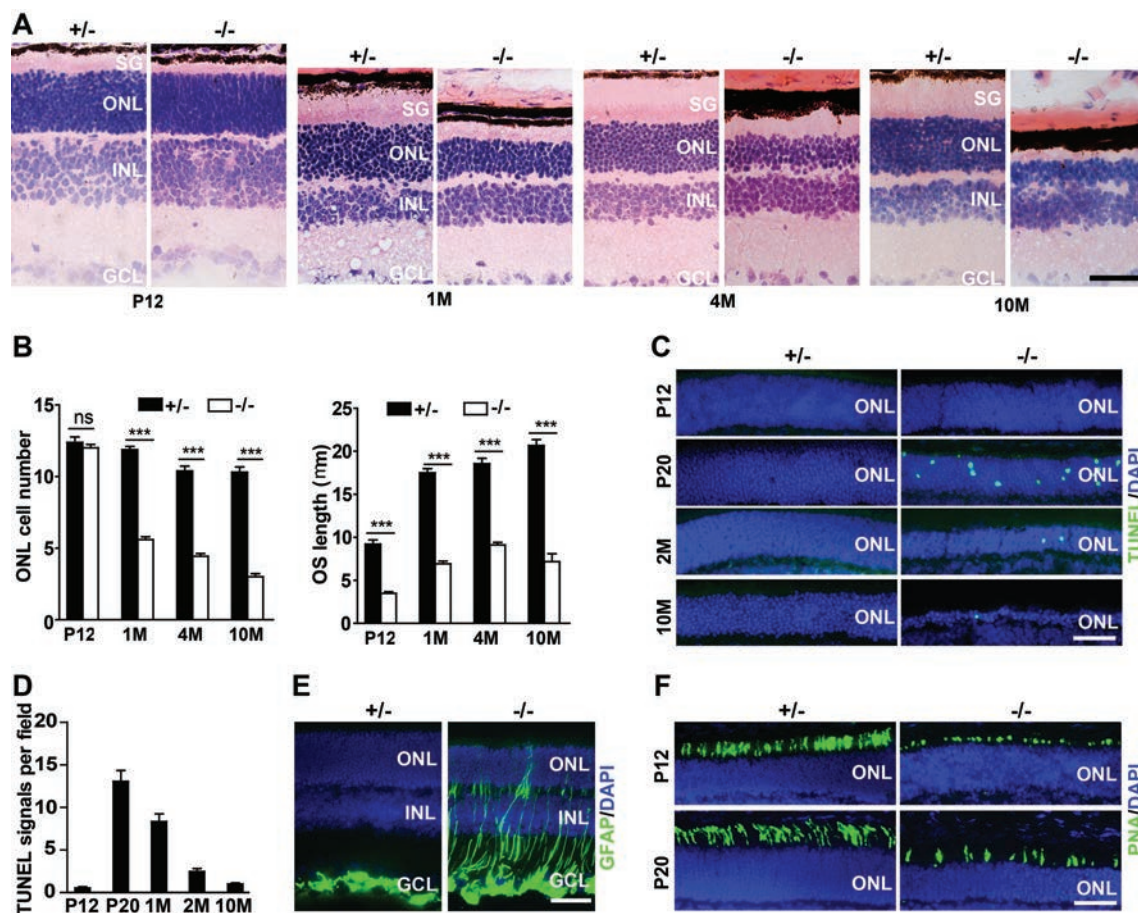 A
+/- -/- +/- -/- +/- -/- +/- -/-
SG SG SG SG
ONL ONL ONL ONL
INL INL INL INL
GCL GCL GCL GCL
P12 1M 4M 10M
B
+/- -/-
ONL cell number
15
10
5
0
ns *** *** ***
P12 1M 4M 10M
+/- -/-
OS length (mm)
25
20
15
10
5
0
*** *** *** ***
P12 1M 4M 10M
C
+/- -/-
P12 ONL ONL
P20 ONL ONL
2M ONL ONL
10M ONL ONL
TUNEL/DAPI
D
TUNEL signals per field
20
15
10
5
0
P12 P20 1M 2M 10M
E
+/- -/-
ONL ONL
INL INL
GCL GCL
GFAP/DAPI
F
+/- -/-
P12 ONL ONL
P20 ONL ONL
PNA/DAPI